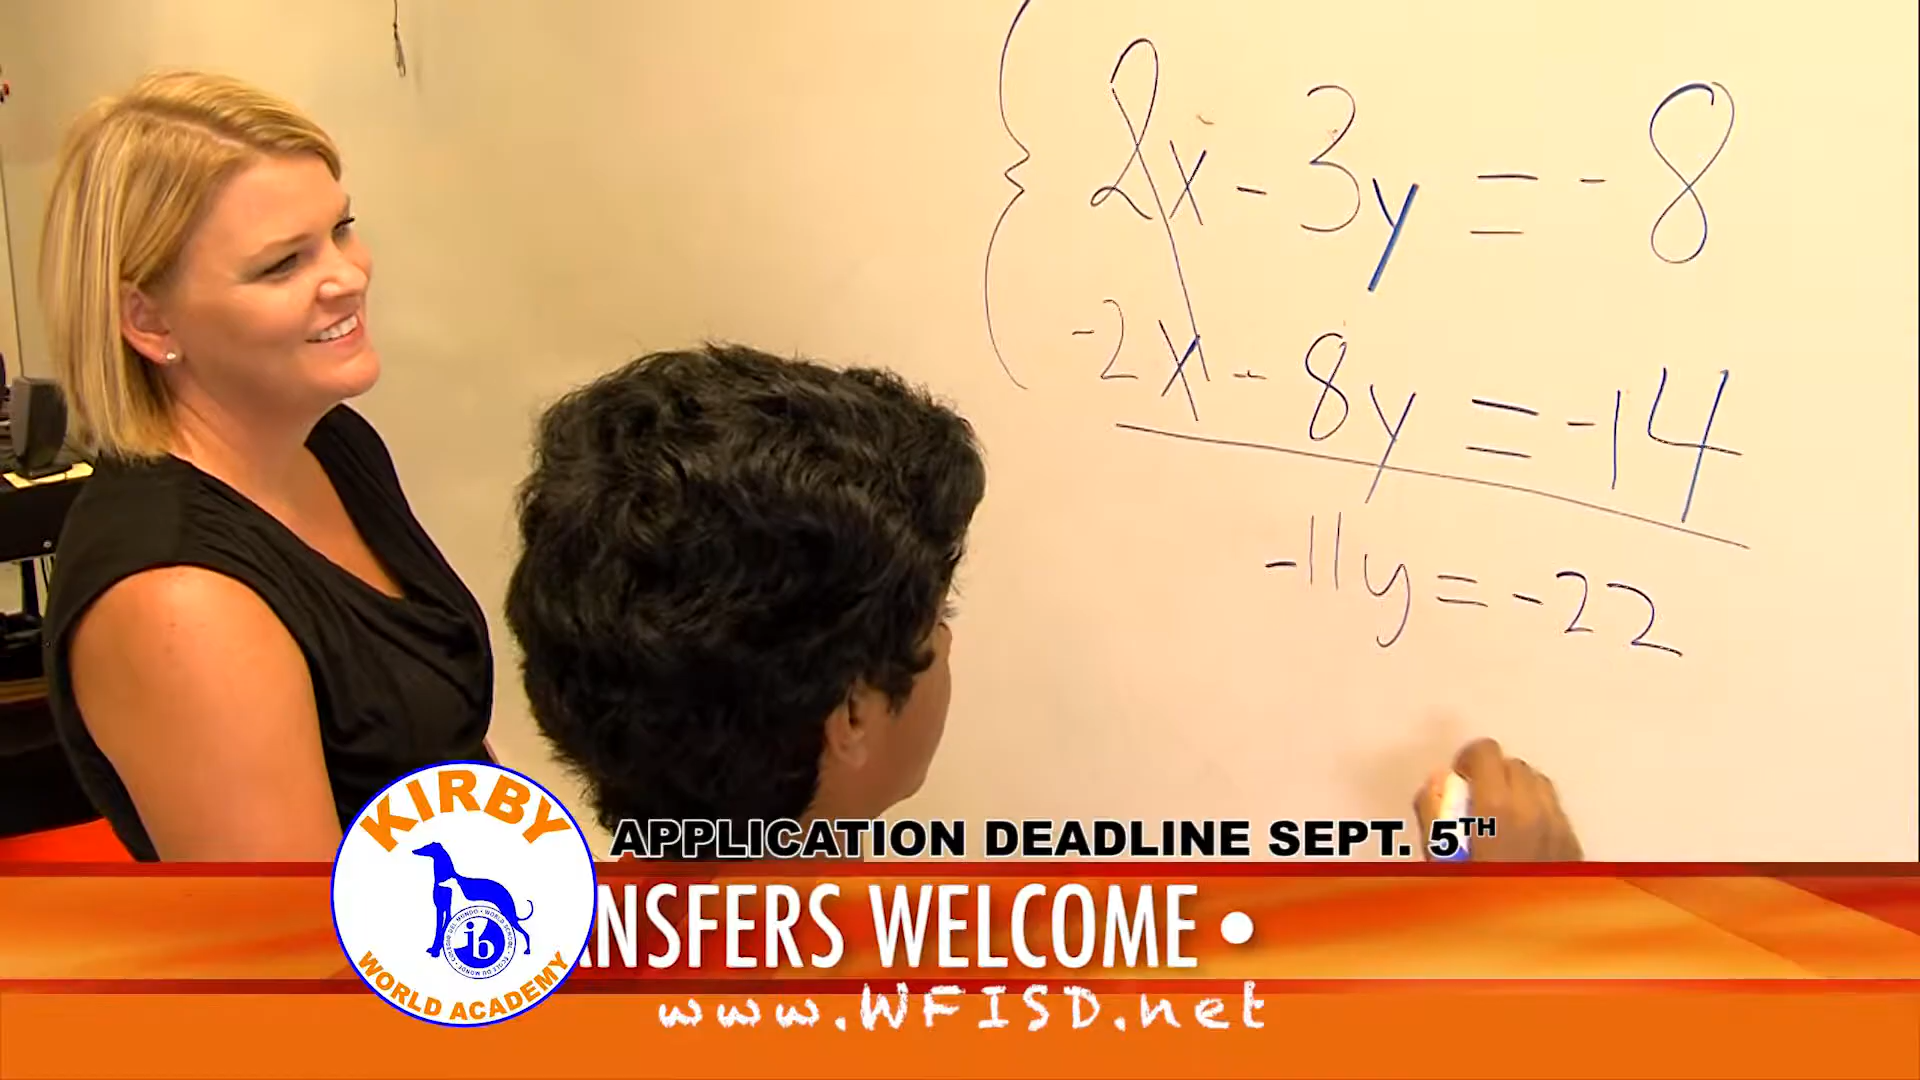 2x - 3y = - 8
-2x - 8y = -14
-11y = -22
APPLICATION DEADLINE SEPT. 5TH
NSFERS WELCOME •
www.WFISD.net
KIRBY
ib
WORLD ACADEMY